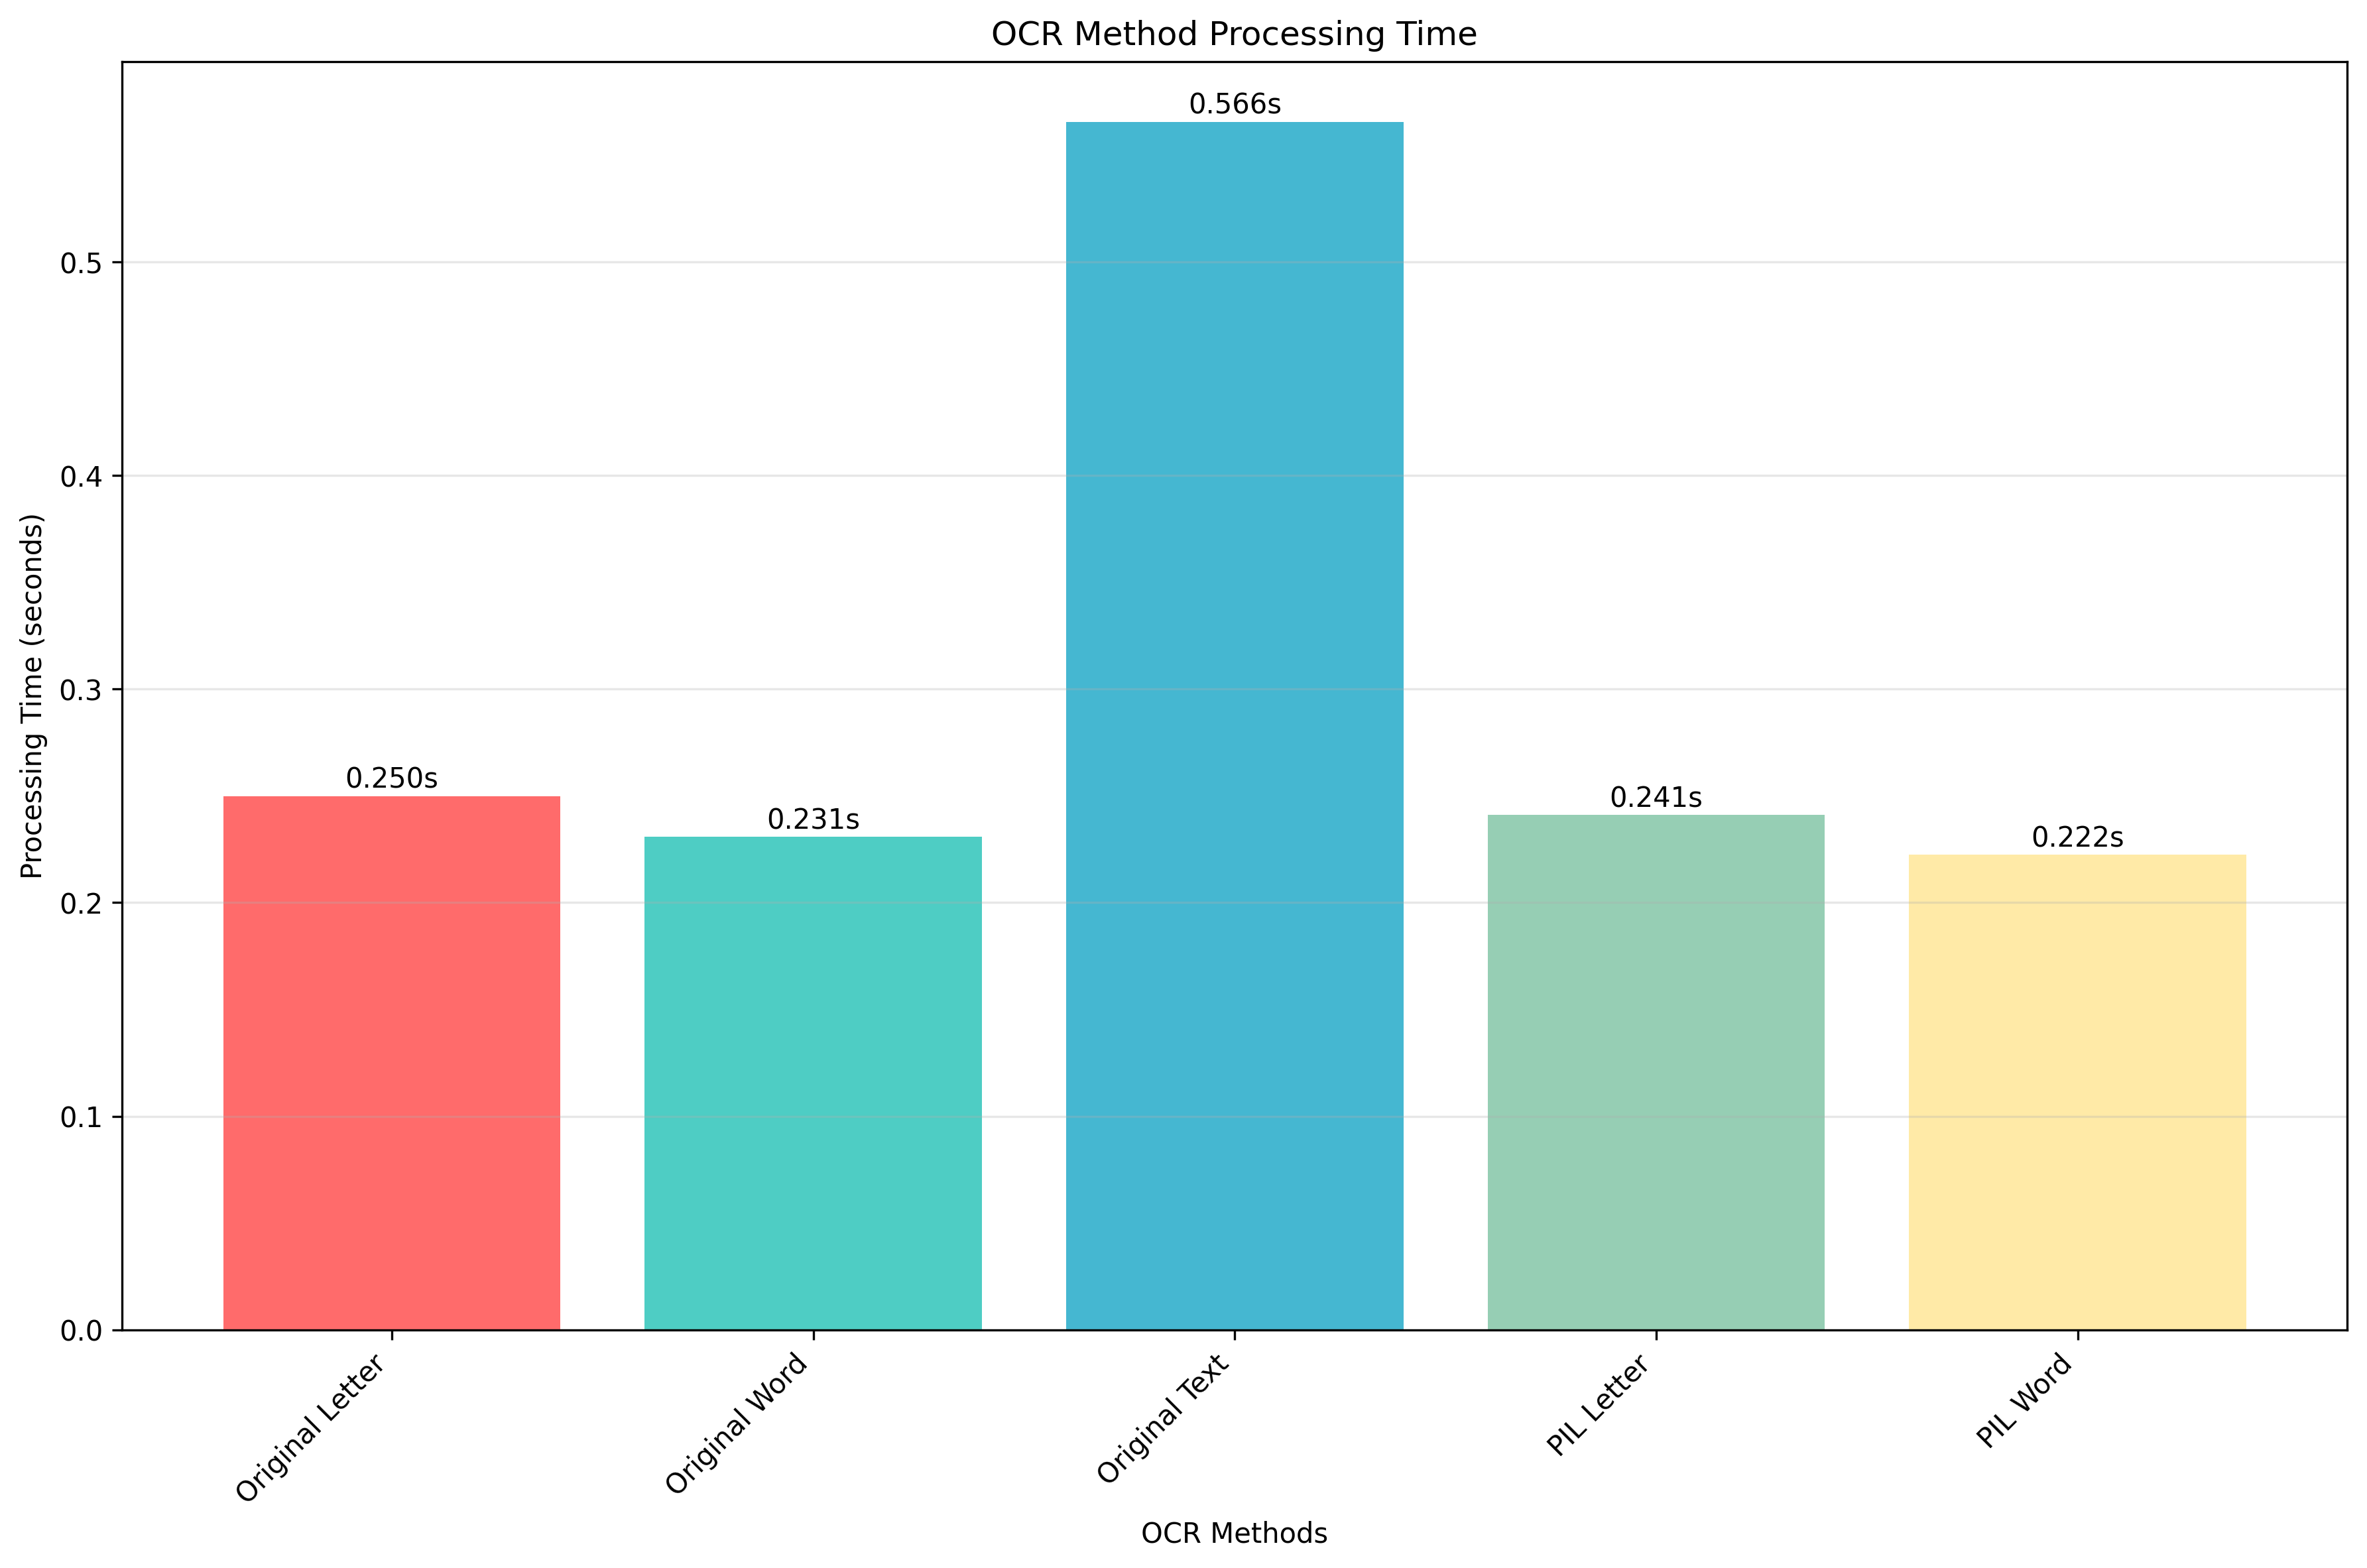 OCR Method Processing Time
Processing Time (seconds)
0.5
0.4
0.3
0.2
0.1
0.0
0.250s
0.231s
0.566s
0.241s
0.222s
Original Letter
Original Word
Original Text
PIL Letter
PIL Word
OCR Methods